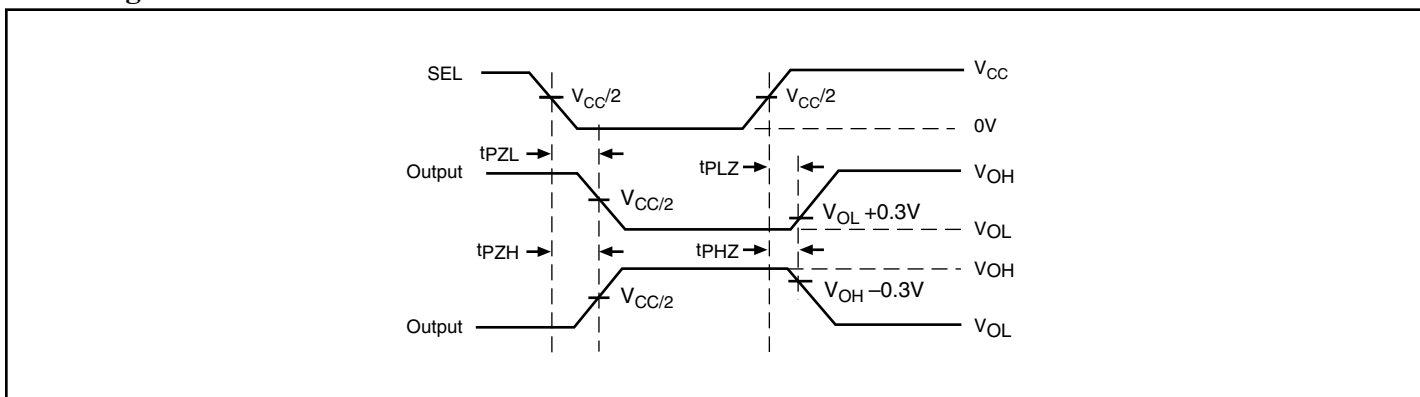 SEL
VCC/2
VCC/2
VCC
0V
tPZL
tPLZ
Output
VOH
VCC/2
VOL +0.3V
VOL
tPZH
tPHZ
VOH
VCC/2
VOH –0.3V
Output
VOL